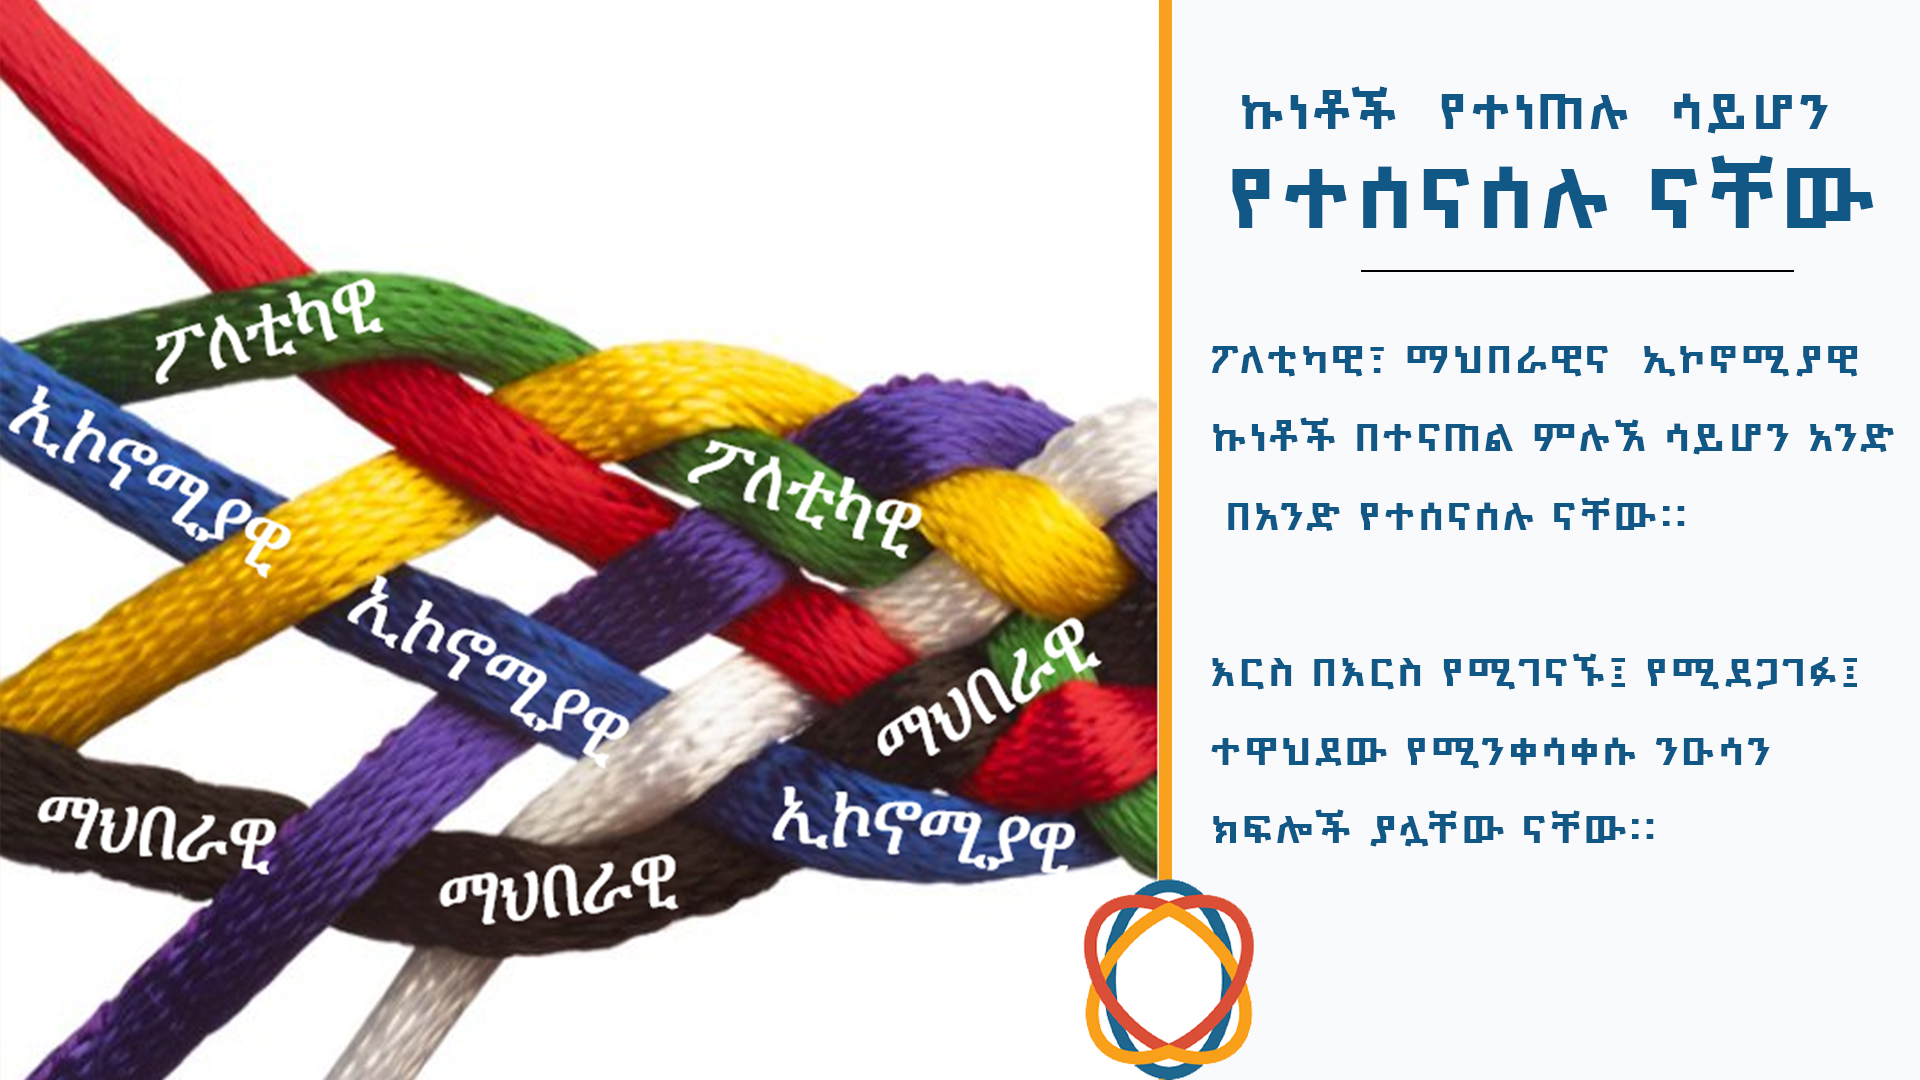 ኩነቶች የተነጠሉ ሳይሆን
የተሰናሰሉ ናቸው
ፖለቲካዊ፣ ማህበራዊና ኢኮኖሚያዊ
ኩነቶች በተናጠል ምሉኧ ሳይሆን አንድ
በአንድ የተሰናሰሉ ናቸው።
እርስ በእርስ የሚገናኙ፤ የሚደጋገፉ፤
ተዋህደው የሚንቀሳቀሱ ንዑሳን
ክፍሎች ያሏቸው ናቸው።
ፖለቲካዊ
ኢኮኖሚያዊ
ፖለቲካዊ
ኢኮኖሚያዊ
ማህበራዊ
ማህበራዊ
ማህበራዊ
ኢኮኖሚያዊ